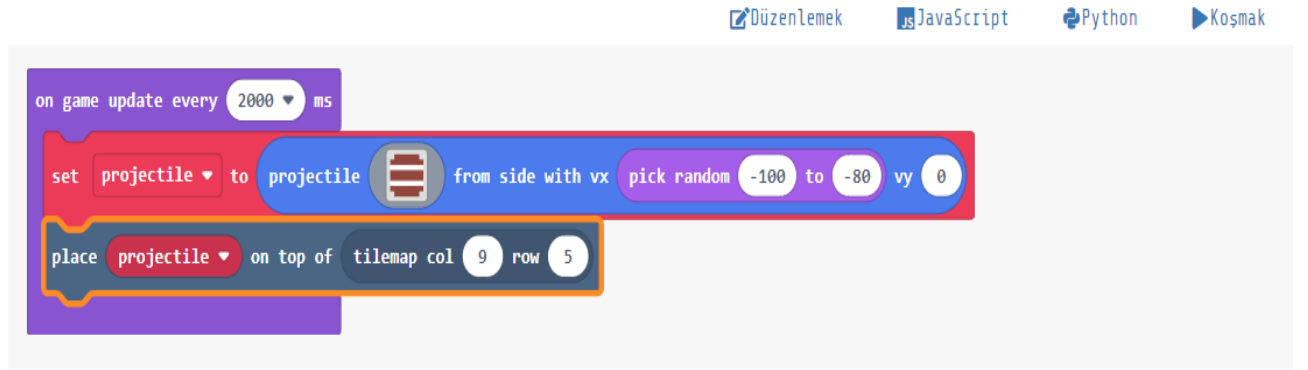 Düzenlemek JS JavaScript Python Koşmak
on game update every 2000 ms
set projectile to projectile from side with vx pick random -100 to -80 vy 0
place projectile on top of tilemap col 9 row 5